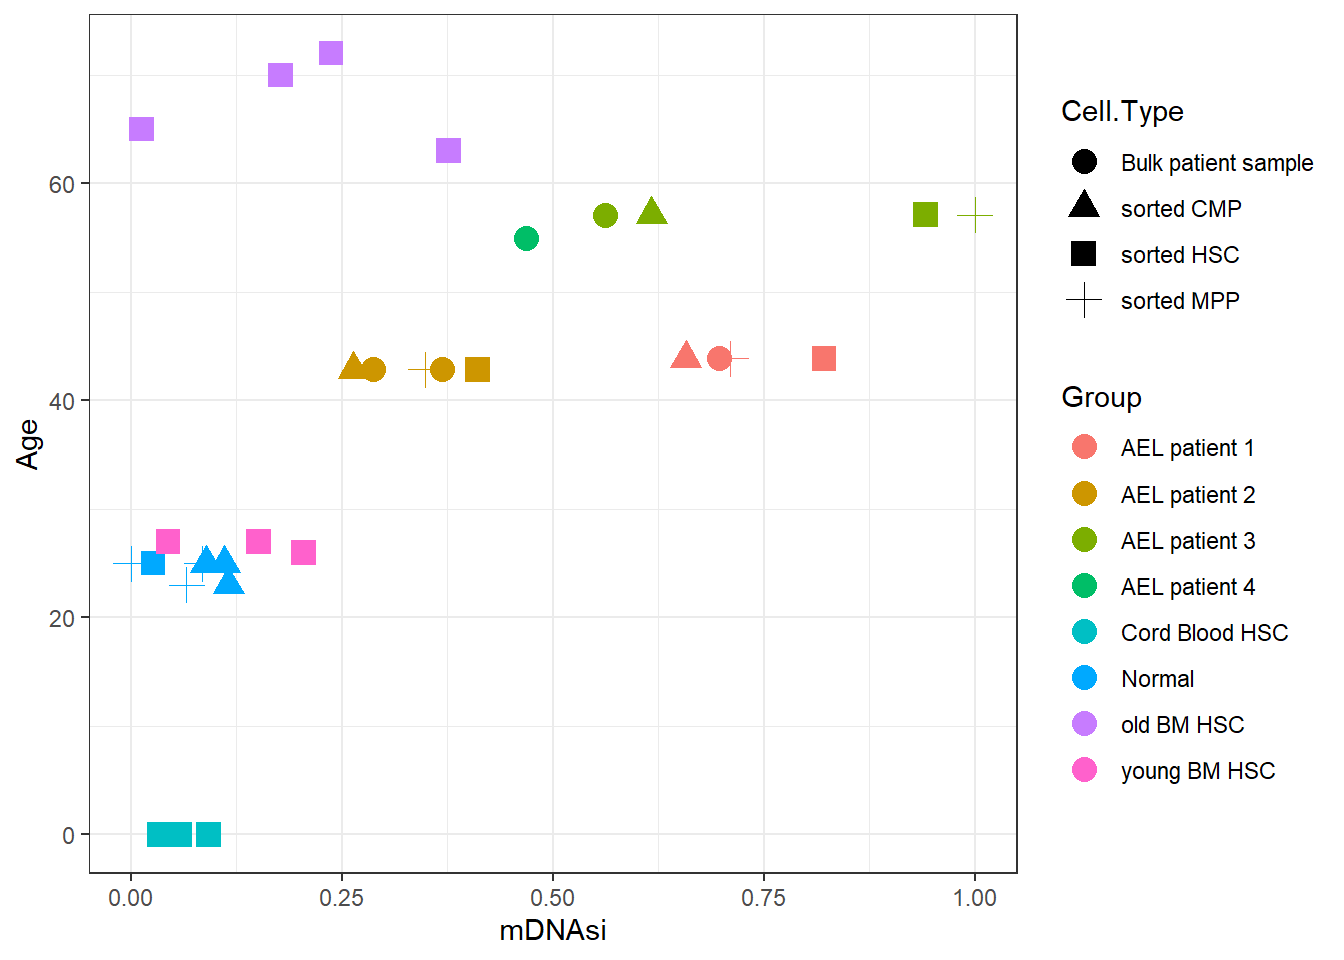 60
40
20
0
Age
0.00 0.25 0.50 0.75 1.00
mDNAsi
Cell.Type
Bulk patient sample
sorted CMP
sorted HSC
sorted MPP
Group
AEL patient 1
AEL patient 2
AEL patient 3
AEL patient 4
Cord Blood HSC
Normal
old BM HSC
young BM HSC